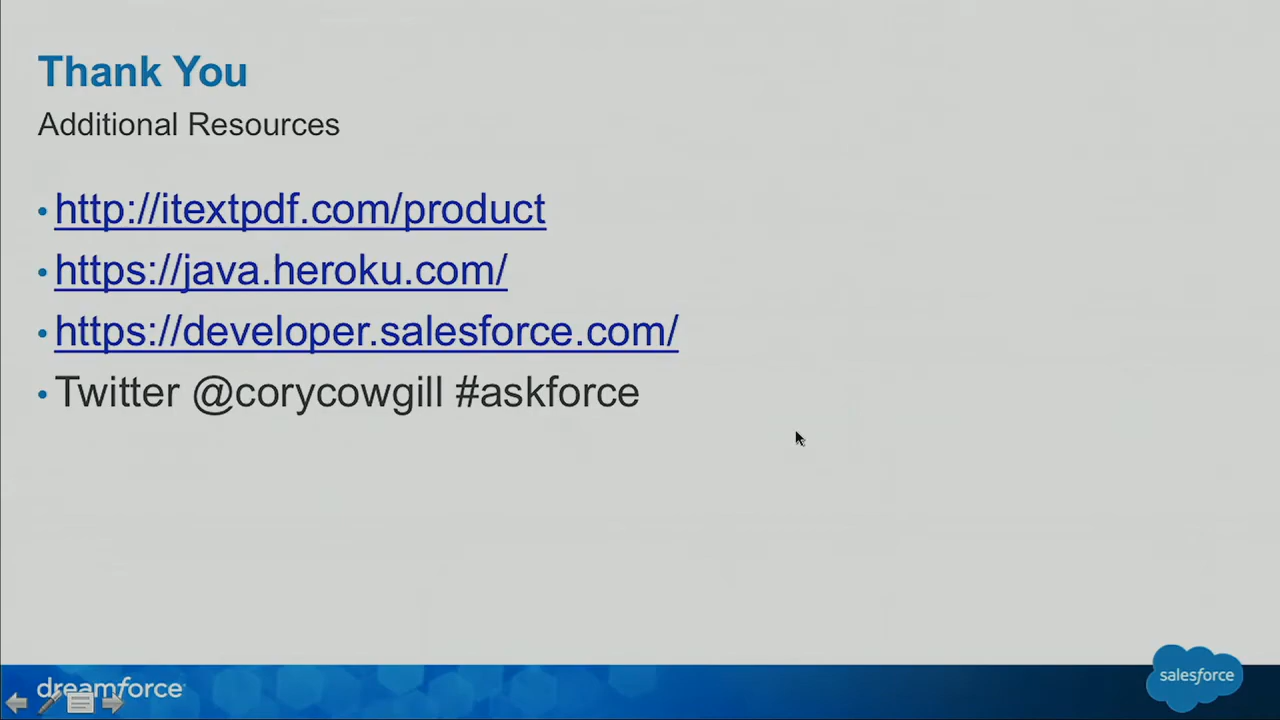 Thank You
Additional Resources
• http://itextpdf.com/product
• https://java.heroku.com/
• https://developer.salesforce.com/
• Twitter @corycowgill #askforce
dreamforce
salesforce